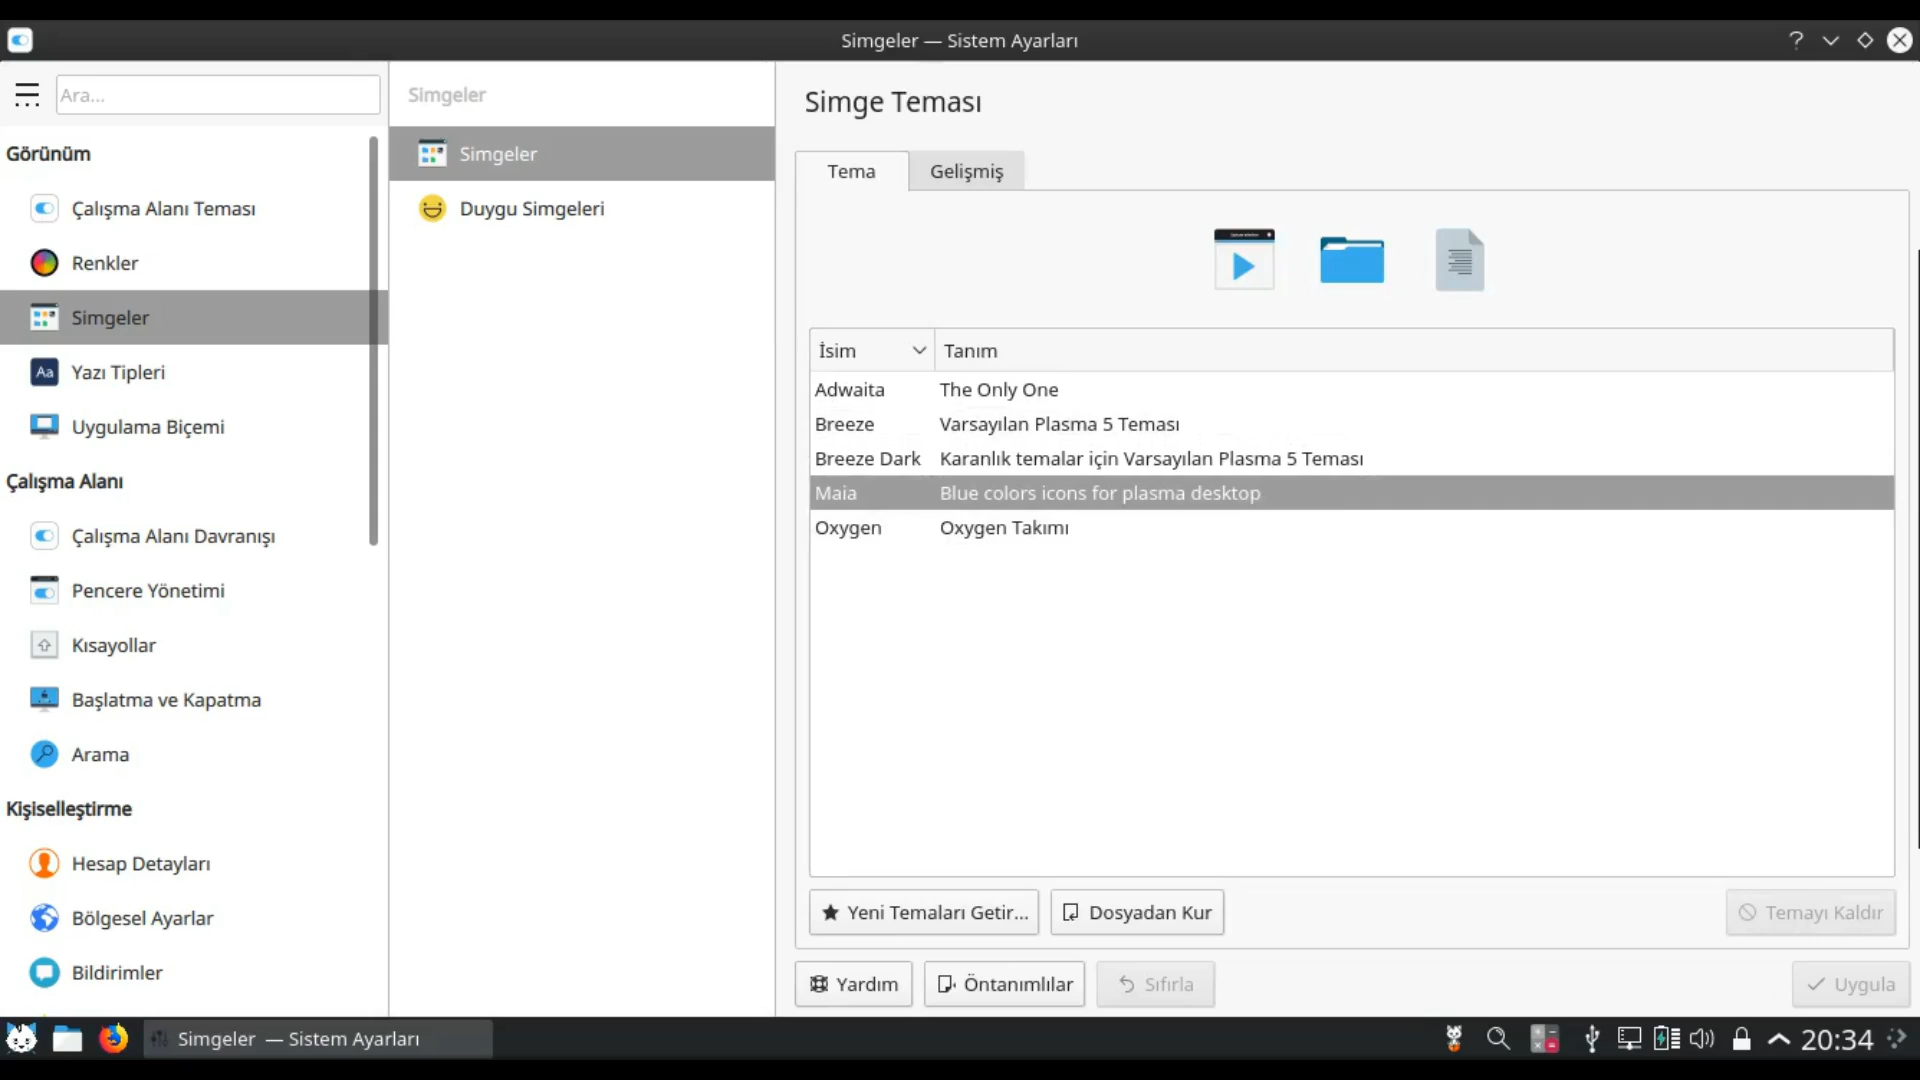 Simgeler — Sistem Ayarları
Ara...
Görünüm
Çalışma Alanı Teması
Renkler
Simgeler
Yazı Tipleri
Uygulama Biçemi
Çalışma Alanı
Çalışma Alanı Davranışı
Pencere Yönetimi
Kısayollar
Başlatma ve Kapatma
Arama
Kişiselleştirme
Hesap Detayları
Bölgesel Ayarlar
Bildirimler
Simgeler
Simgeler
Duygu Simgeleri
Simge Teması
Tema Gelişmiş
İsim Tanım
Adwaita The Only One
Breeze Varsayılan Plasma 5 Teması
Breeze Dark Karanlık temalar için Varsayılan Plasma 5 Teması
Maia Blue colors icons for plasma desktop
Oxygen Oxygen Takımı
Yeni Temaları Getir... Dosyadan Kur Temayı Kaldır
Yardım Öntanımlılar Sıfırla Uygula
Simgeler — Sistem Ayarları 20:34